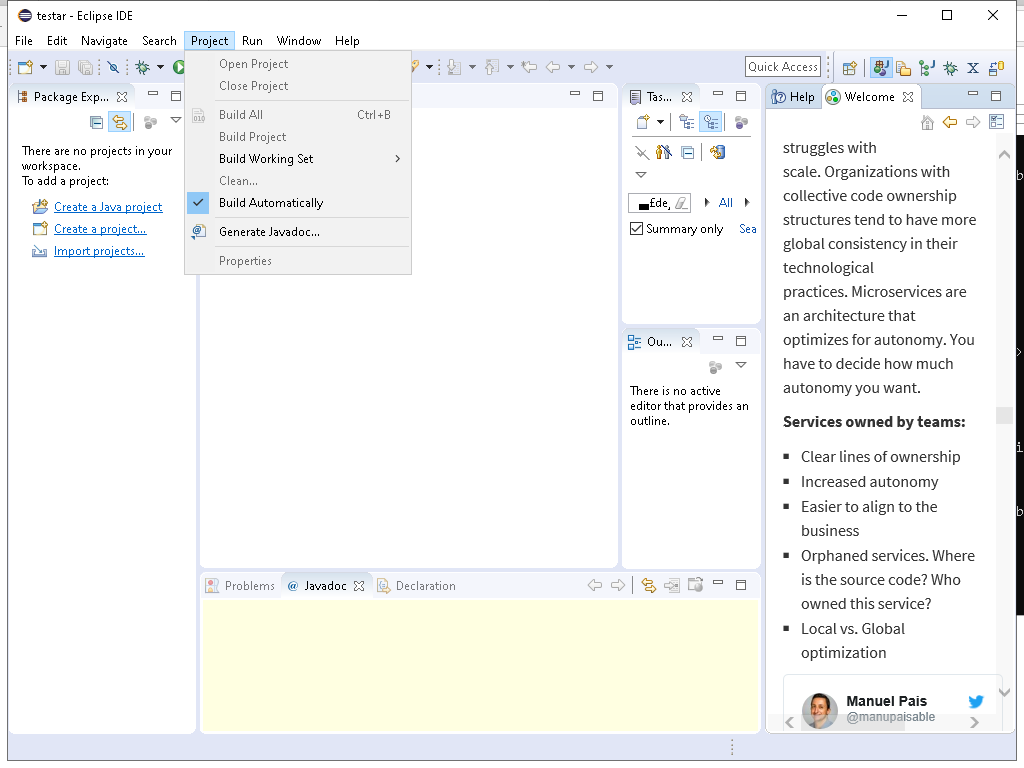 testar - Eclipse IDE
File Edit Navigate Search Project Run Window Help
Quick Access
Package Exp...
There are no projects in your
workspace.
To add a project:
Create a Java project
Create a project...
Import projects...
Open Project
Close Project
Build All Ctrl+B
Build Project
Build Working Set
Clean...
Build Automatically
Generate Javadoc...
Properties
Tas...
All
Summary only Sea
Ou...
There is no active
editor that provides an
outline.
Problems @ Javadoc Declaration
Help Welcome
struggles with
scale. Organizations with
collective code ownership
structures tend to have more
global consistency in their
technological
practices. Microservices are
an architecture that
optimizes for autonomy. You
have to decide how much
autonomy you want.
Services owned by teams:
Clear lines of ownership
Increased autonomy
Easier to align to the
business
Orphaned services. Where
is the source code? Who
owned this service?
Local vs. Global
optimization
Manuel Pais
@manupaisable